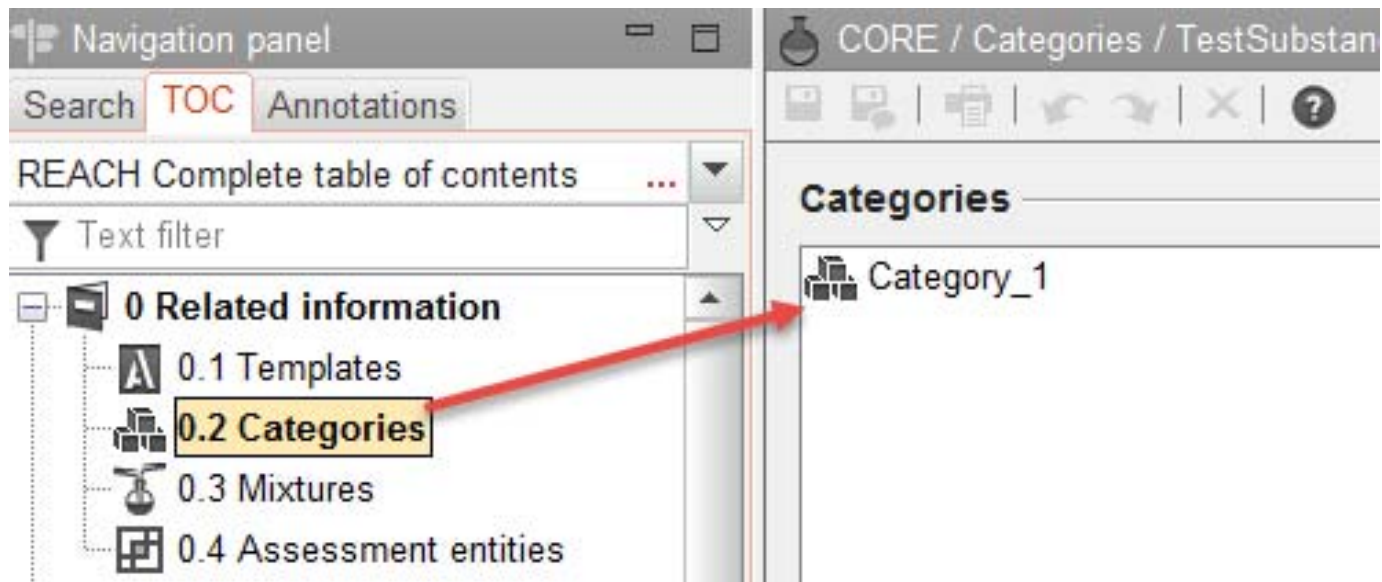 Navigation panel
Search TOC Annotations
REACH Complete table of contents ...
Text filter
0 Related information
0.1 Templates
0.2 Categories
0.3 Mixtures
0.4 Assessment entities
CORE / Categories / TestSubstan
Categories
Category_1